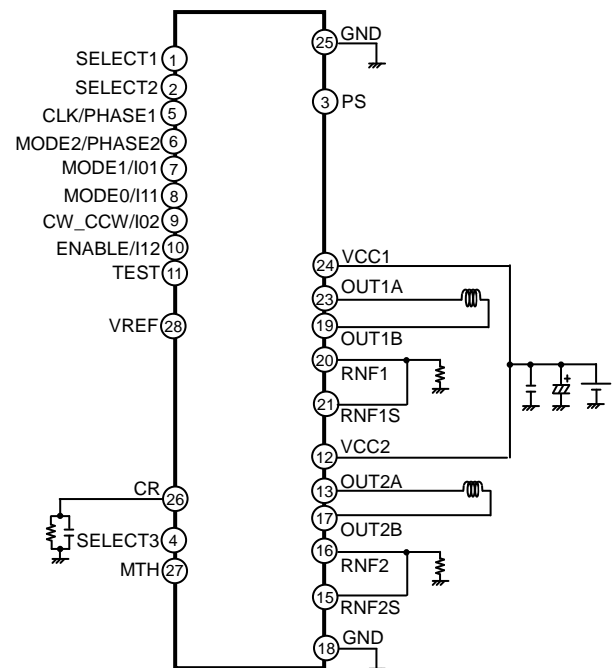 SELECT1 1
SELECT2 2
CLK/PHASE1 5
MODE2/PHASE2 6
MODE1/I01 7
MODE0/I11 8
CW_CCW/I02 9
ENABLE/I12 10
TEST 11
VREF 28
CR 26
SELECT3 4
MTH 27
25 GND
3 PS
24 VCC1
23 OUT1A
19 OUT1B
20 RNF1
21 RNF1S
12 VCC2
13 OUT2A
17 OUT2B
16 RNF2
15 RNF2S
18 GND
+